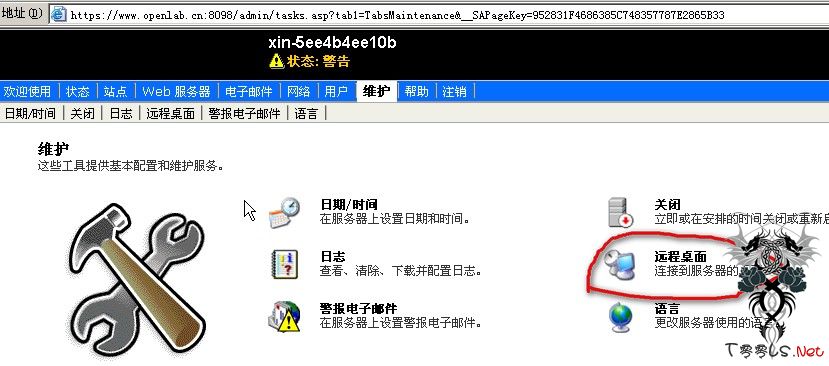 地址(D) https://www.openlab.cn:8098/admin/tasks.asp?tab1=TabsMaintenance&__SAPageKey=952831F4686385C748357787E2865B33
xin-5ee4b4ee10b
状态: 警告
欢迎使用 状态 站点 Web 服务器 电子邮件 网络 用户 维护 帮助 注销
日期/时间 关闭 日志 远程桌面 警报电子邮件 语言
维护
这些工具提供基本配置和维护服务。
日期/时间
在服务器上设置日期和时间。
关闭
立即或在安排的时间关闭或重新启
日志
查看、清除、下载并配置日志。
远程桌面
连接到服务器的
警报电子邮件
在服务器上设置警报电子邮件。
语言
更改服务器使用的语言。
T00LS.Net